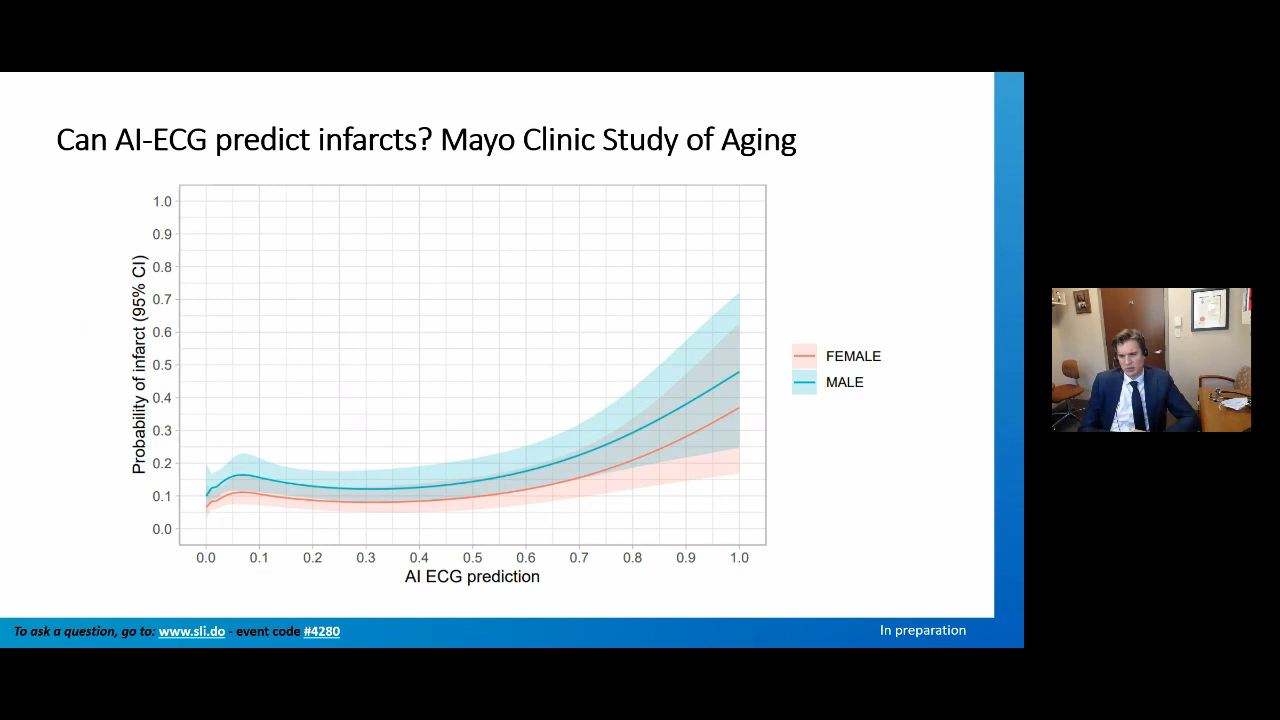 Can AI-ECG predict infarcts? Mayo Clinic Study of Aging
Probability of infarct (95% CI)
1.0
0.9
0.8
0.7
0.6
0.5
0.4
0.3
0.2
0.1
0.0
0.0 0.1 0.2 0.3 0.4 0.5 0.6 0.7 0.8 0.9 1.0
AI ECG prediction
FEMALE
MALE
To ask a question, go to: www.sli.do - event code #4280
In preparation